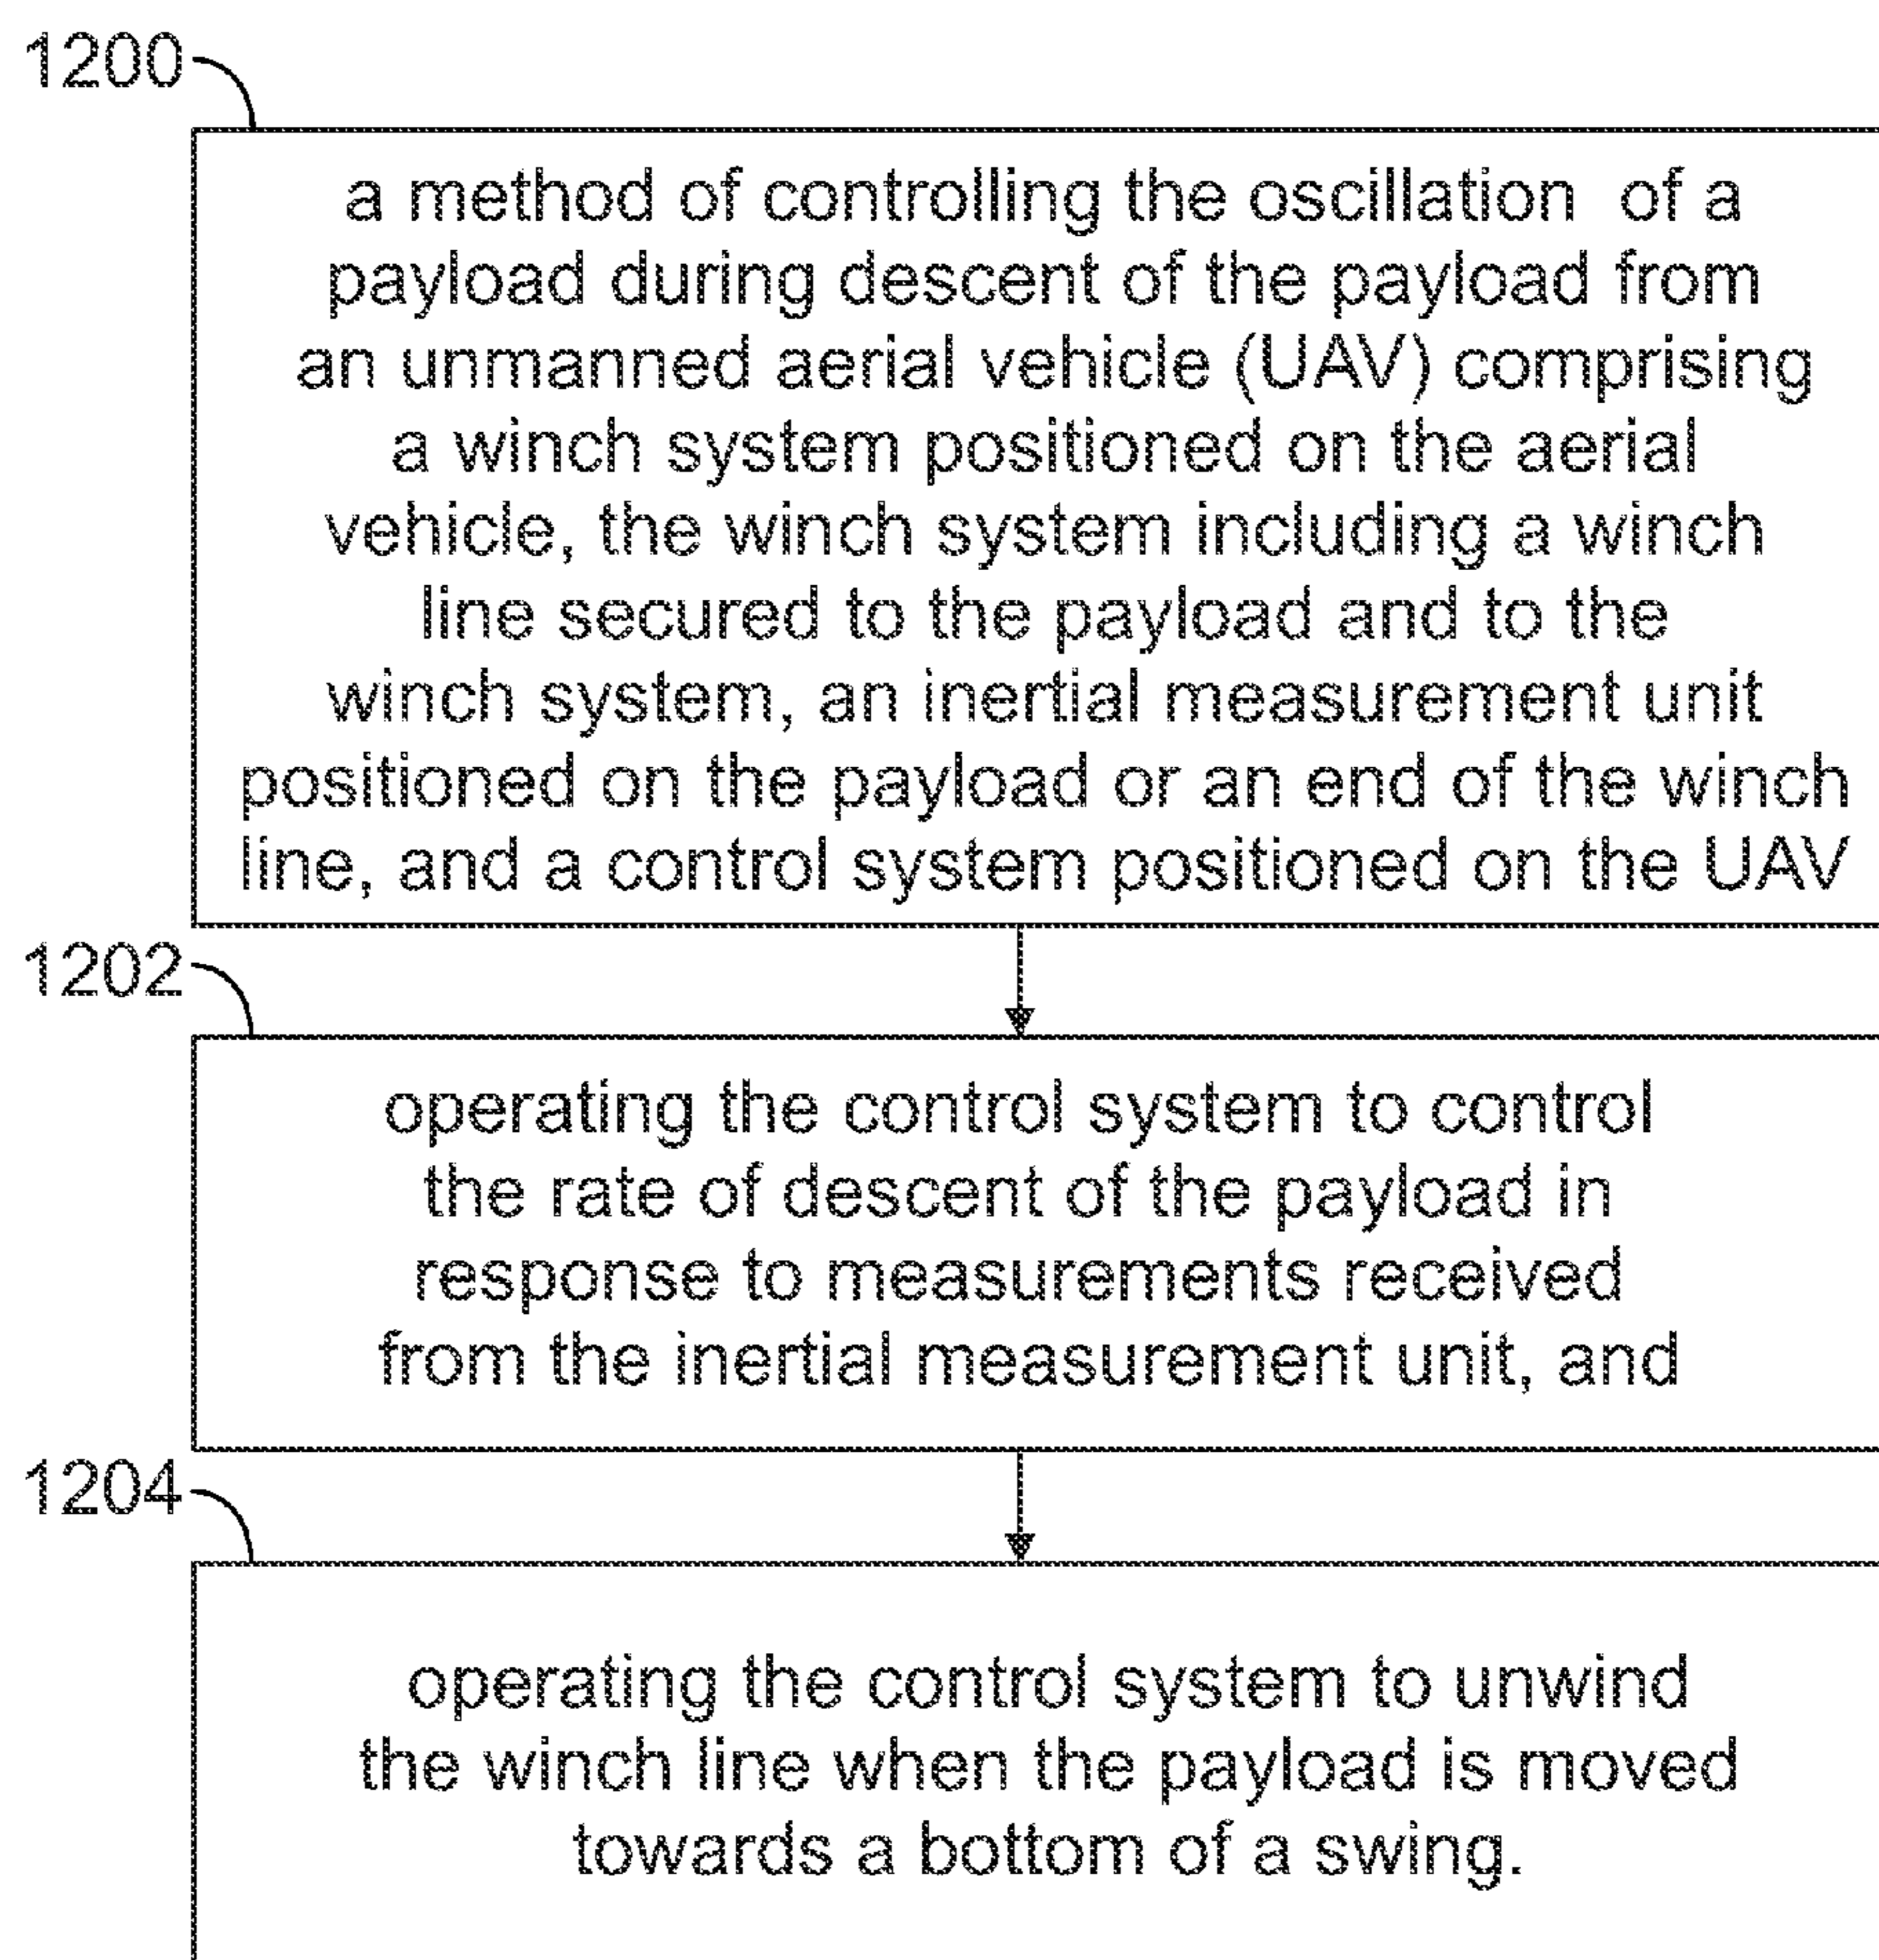 1200
a method of controlling the oscillation of a
payload during descent of the payload from
an unmanned aerial vehicle (UAV) comprising
a winch system positioned on the aerial
vehicle, the winch system including a winch
line secured to the payload and to the
winch system, an inertial measurement unit
positioned on the payload or an end of the winch
line, and a control system positioned on the UAV
1202
operating the control system to control
the rate of descent of the payload in
response to measurements received
from the inertial measurement unit, and
1204
operating the control system to unwind
the winch line when the payload is moved
towards a bottom of a swing.